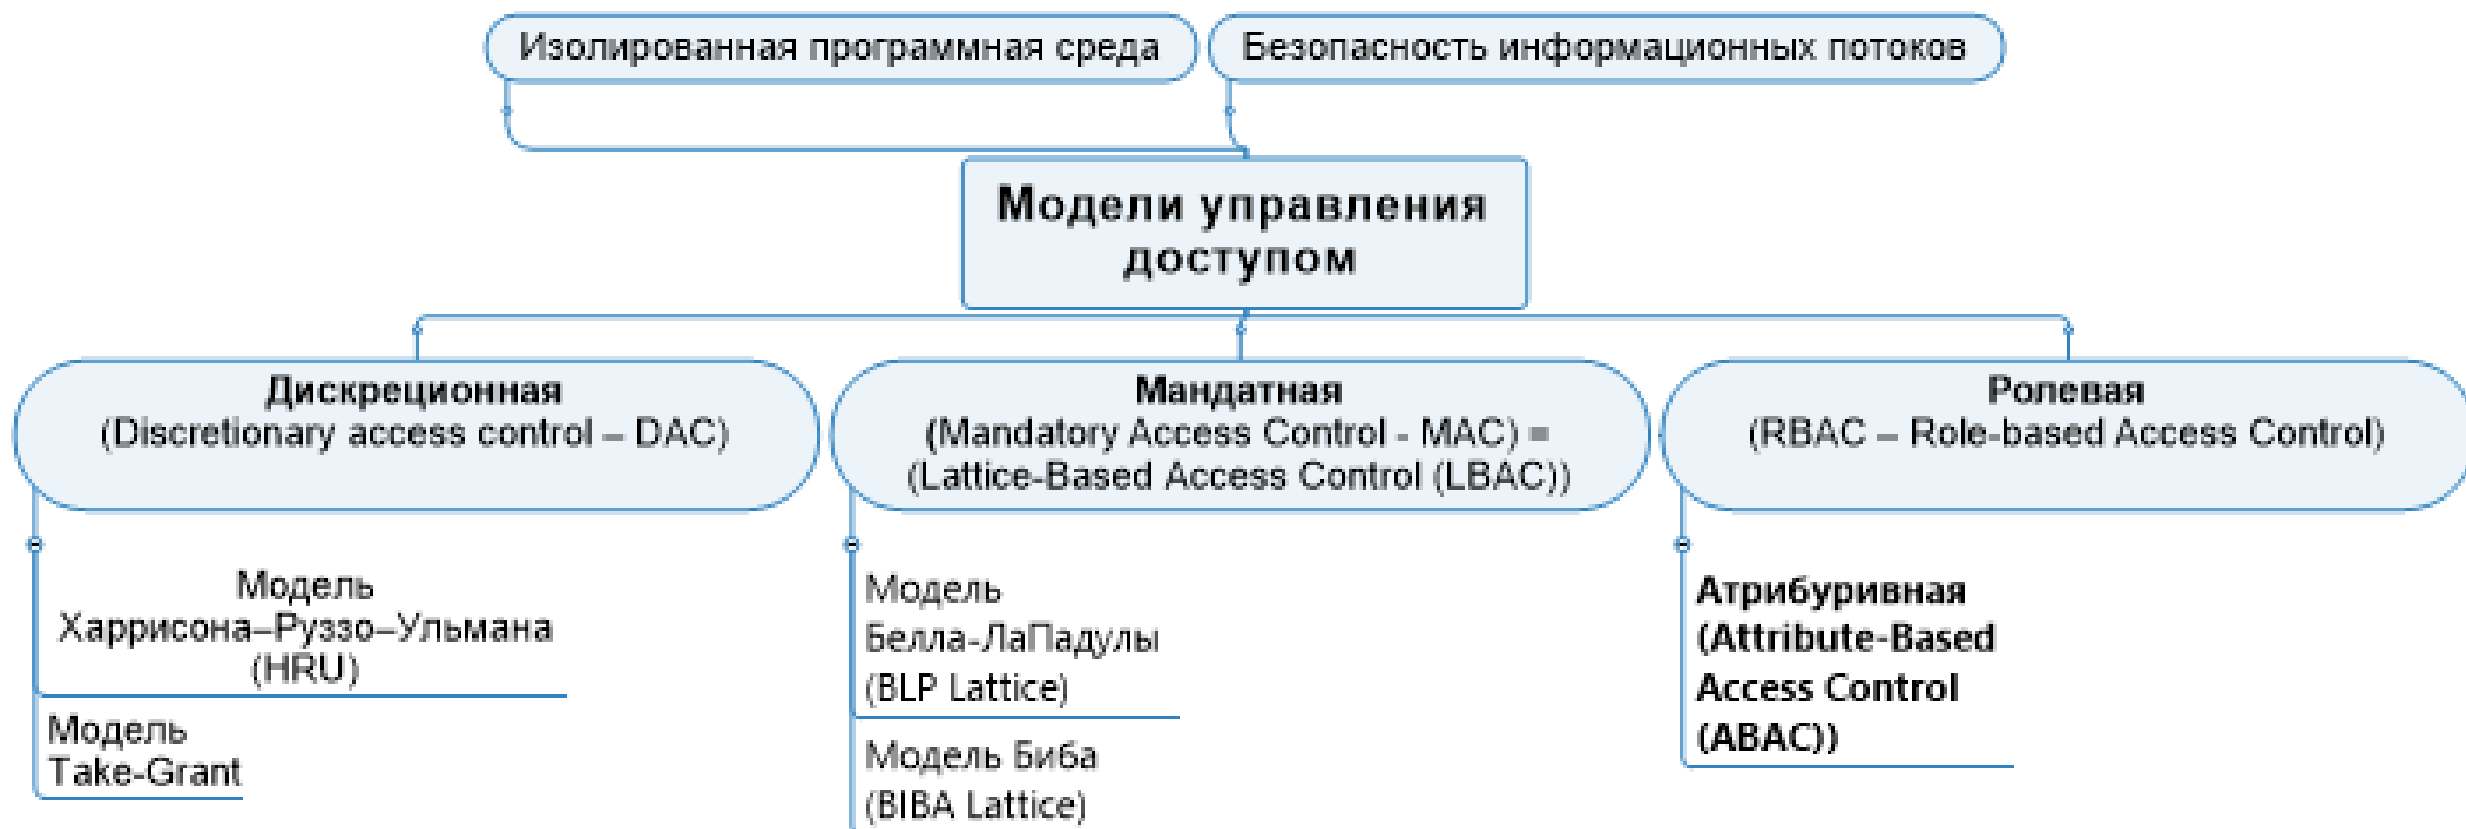 Изолированная программная среда
Безопасность информационных потоков
Модели управления
доступом
Дискреционная
(Discretionary access control – DAC)
Мандатная
(Mandatory Access Control - MAC) =
(Lattice-Based Access Control (LBAC))
Ролевая
(RBAC – Role-based Access Control)
Модель
Харрисона–Руззо–Ульмана
(HRU)
Модель
Take-Grant
Модель
Белла-ЛаПадулы
(BLP Lattice)
Модель Биба
(BIBA Lattice)
Атрибуривная
(Attribute-Based
Access Control
(ABAC))